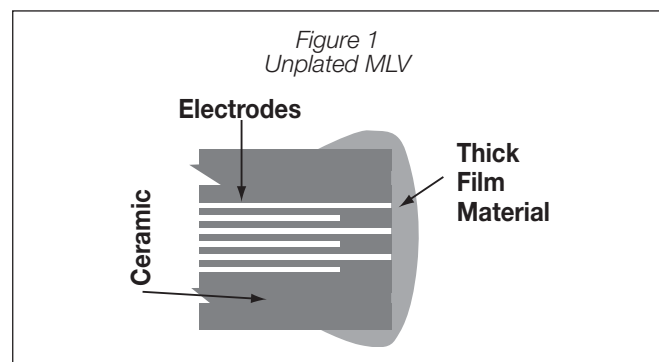 Figure 1
Unplated MLV
Electrodes
Thick
Film
Material
Ceramic